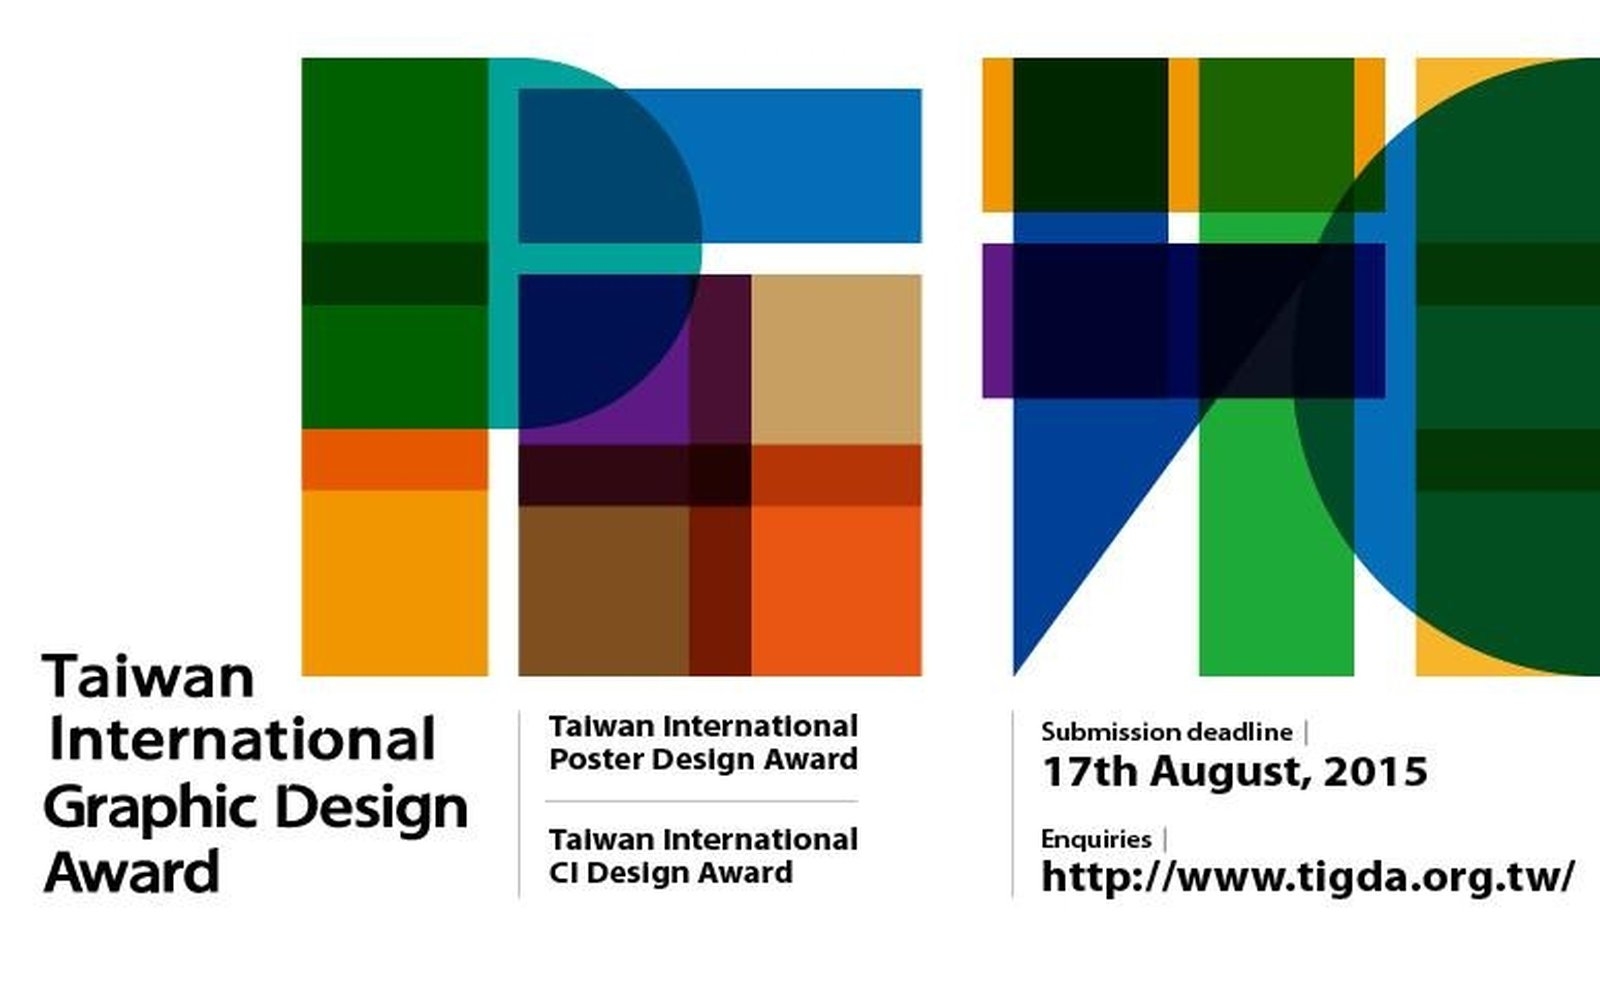 Taiwan
International
Graphic Design
Award
Taiwan International
Poster Design Award
Taiwan International
CI Design Award
Submission deadline |
17th August, 2015
Enquiries |
http://www.tigda.org.tw/